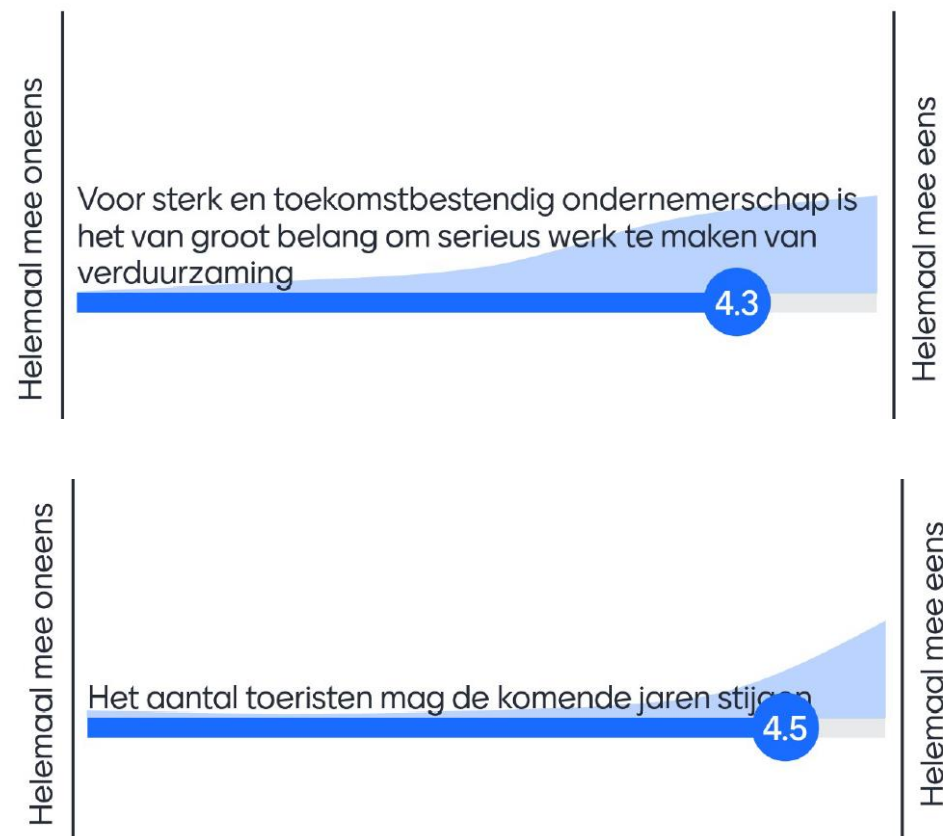 Helemaal mee oneens
Voor sterk en toekomstbestendig ondernemerschap is
het van groot belang om serieus werk te maken van
verduurzaming
4.3
Helemaal mee eens
Helemaal mee oneens
Het aantal toeristen mag de komende jaren stijgen
4.5
Helemaal mee eens